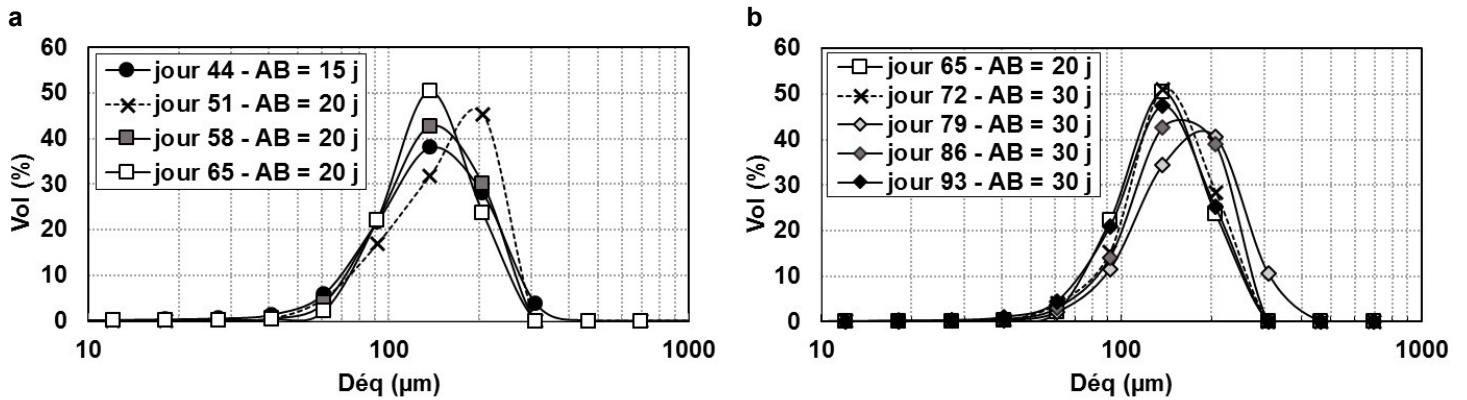 a
60
50
40
30
20
10
0
Vol (%)
jour 44 - AB = 15 j
jour 51 - AB = 20 j
jour 58 - AB = 20 j
jour 65 - AB = 20 j
10 100 1000
Déq (µm)
b
60
50
40
30
20
10
0
Vol (%)
jour 65 - AB = 20 j
jour 72 - AB = 30 j
jour 79 - AB = 30 j
jour 86 - AB = 30 j
jour 93 - AB = 30 j
10 100 1000
Déq (µm)